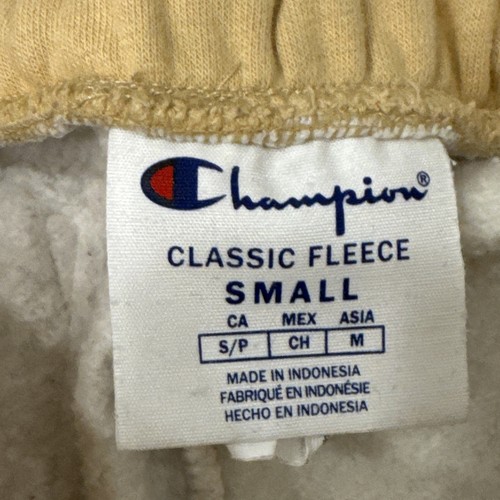 Champion®
CLASSIC FLEECE
SMALL
CA MEX ASIA
S/P CH M
MADE IN INDONESIA
FABRIQUÉ EN INDONÉSIE
HECHO EN INDONESIA